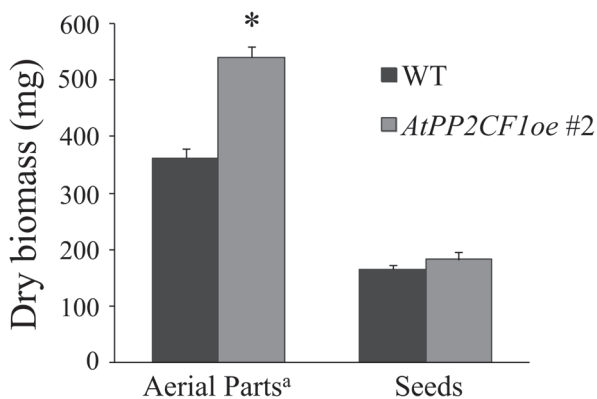 600
*
500
WT
400
AtPP2CF1oe #2
300
200
100
0
Dry biomass (mg)
Aerial Partsᵃ
Seeds